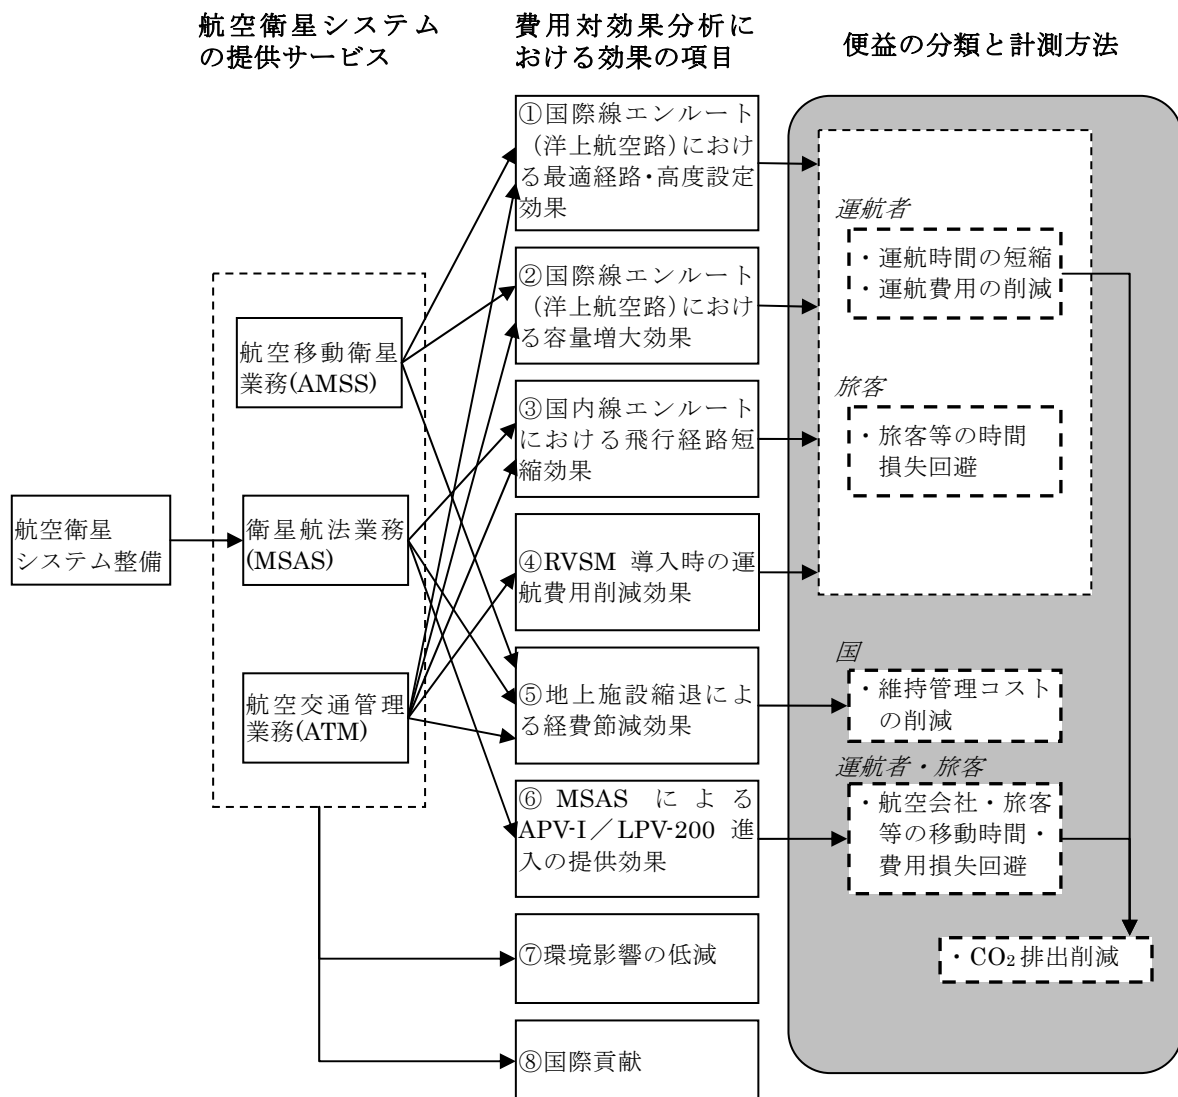 航空衛星システム
の提供サービス
費用対効果分析に
おける効果の項目
便益の分類と計測方法
航空衛星
システム整備
航空移動衛星
業務(AMSS)
衛星航法業務
(MSAS)
航空交通管理
業務(ATM)
①国際線エンルート
（洋上航空路）におけ
る最適経路・高度設定
効果
②国際線エンルート
（洋上航空路）におけ
る容量増大効果
③国内線エンルート
における飛行経路短
縮効果
④RVSM 導入時の運
航費用削減効果
⑤地上施設縮退によ
る経費節減効果
⑥ MSAS による
APV-I／LPV-200 進
入の提供効果
⑦環境影響の低減
⑧国際貢献
運航者
・運航時間の短縮
・運航費用の削減
旅客
・旅客等の時間
損失回避
国
・維持管理コスト
の削減
運航者・旅客
・航空会社・旅客
等の移動時間・
費用損失回避
・CO₂排出削減